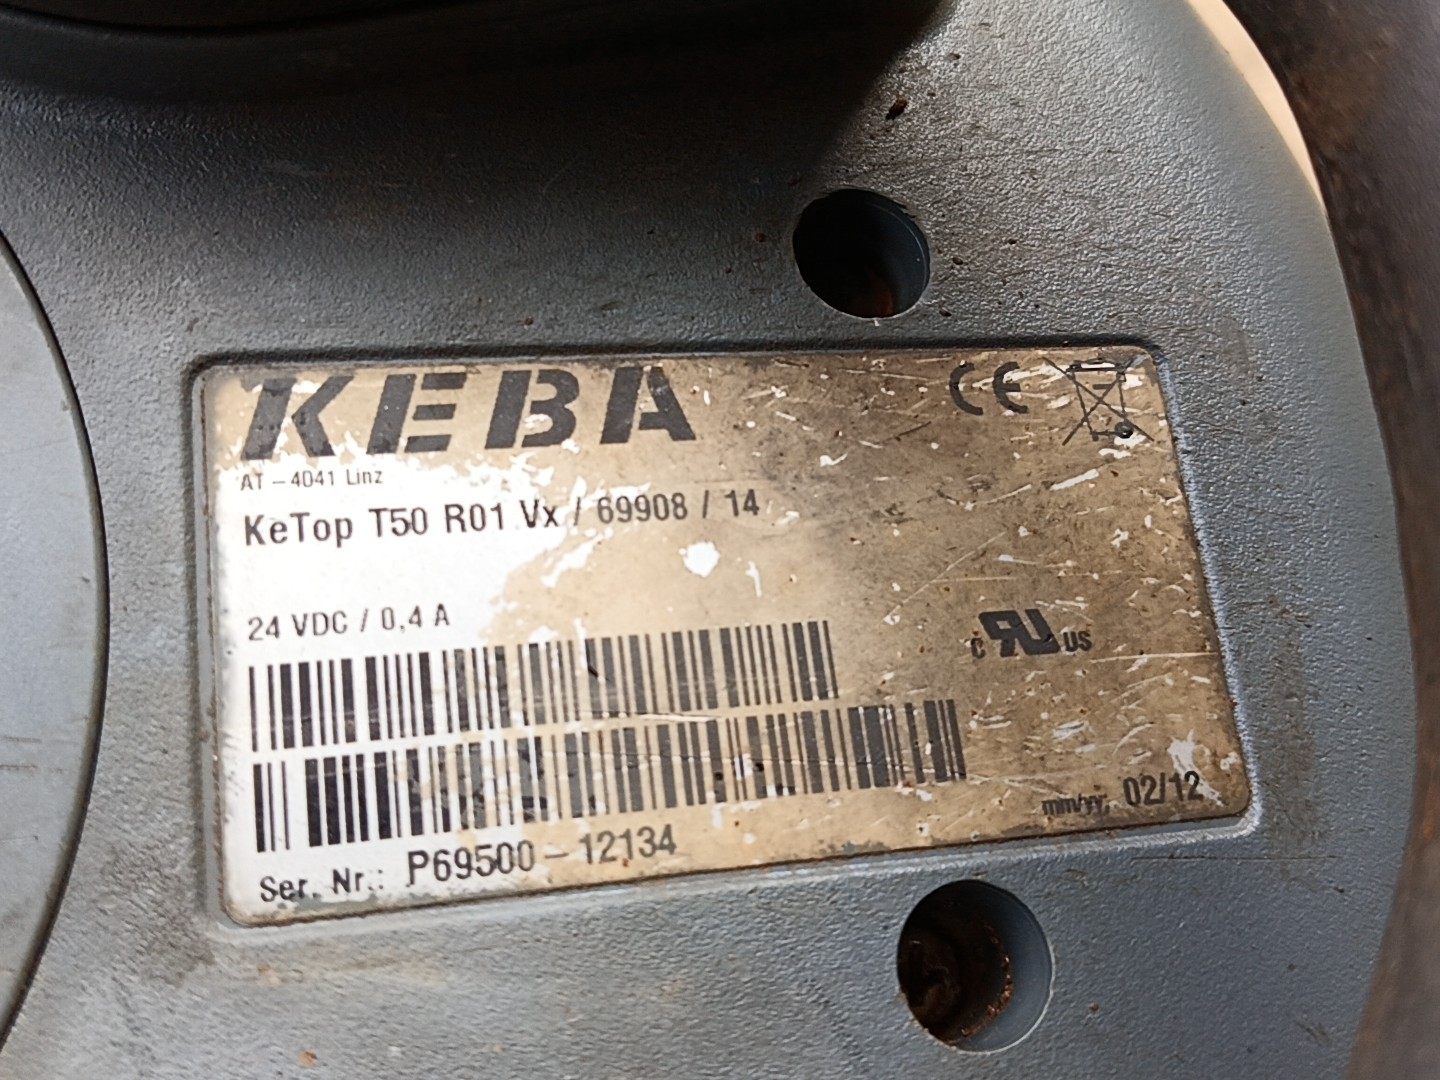 KEBA
CE
AT - 4041 Linz
KeTop T50 R01 Vx / 69908 / 14
24 VDC / 0,4 A
c RU US
mm/yy, 02/12
Ser. Nr.: P69500-12134